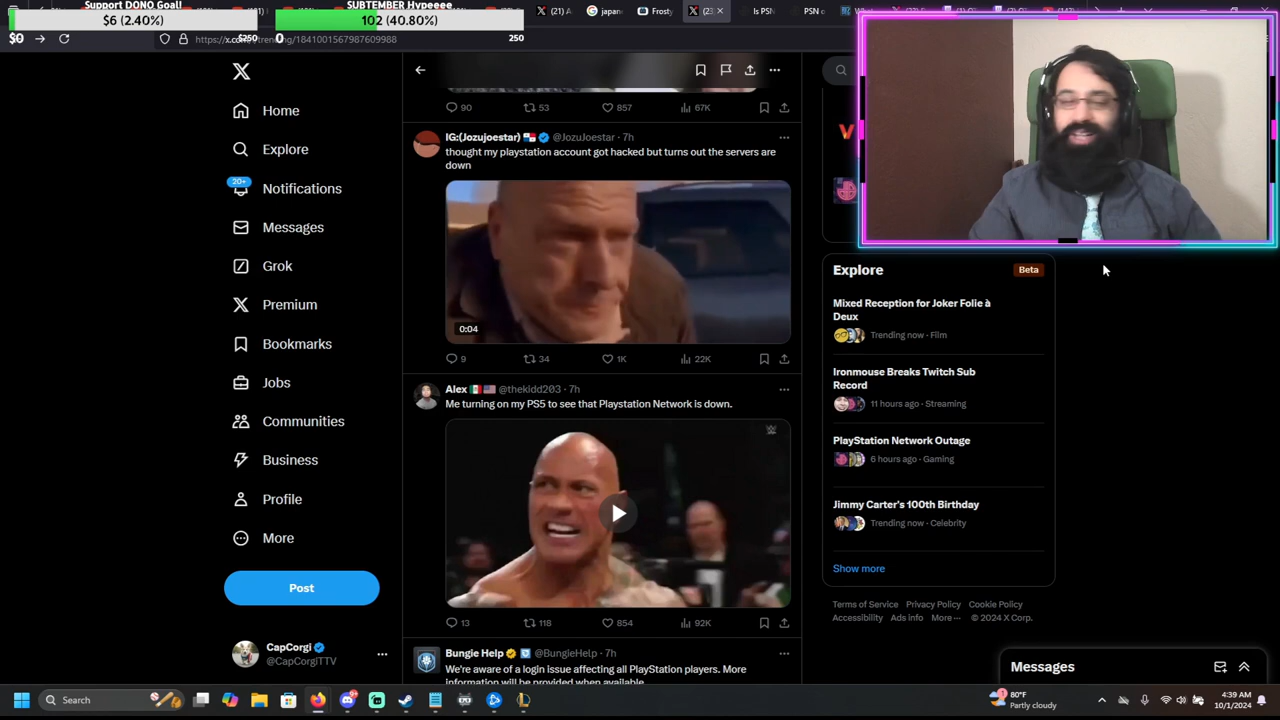 Support DONO Goal!
$6 (2.40%)
$0
$250
SUBTEMBER Hypeeee
102 (40.80%)
0
250
(21) A
japan
Frosty
(2
Is PS
PSN o
https://x.com/trending/1841001567987609988
Home
Explore
20+
Notifications
Messages
Grok
Premium
Bookmarks
Jobs
Communities
Business
Profile
More
Post
CapCorgi
@CapCorgiTTV
90
53
857
67K
IG:(Jozujoestar) @JozuJoestar · 7h
thought my playstation account got hacked but turns out the servers are
down
0:04
9
34
1K
22K
Alex @thekidd203 · 7h
Me turning on my PS5 to see that Playstation Network is down.
13
118
854
92K
Bungie Help @BungieHelp · 7h
We're aware of a login issue affecting all PlayStation players. More
information will be provided when available.
Explore
Beta
Mixed Reception for Joker Folie à
Deux
Trending now · Film
Ironmouse Breaks Twitch Sub
Record
11 hours ago · Streaming
PlayStation Network Outage
6 hours ago · Gaming
Jimmy Carter's 100th Birthday
Trending now · Celebrity
Show more
Terms of Service Privacy Policy Cookie Policy
Accessibility Ads info More ··· © 2024 X Corp.
Messages
Search
80°F
Partly cloudy
4:39 AM
10/1/2024